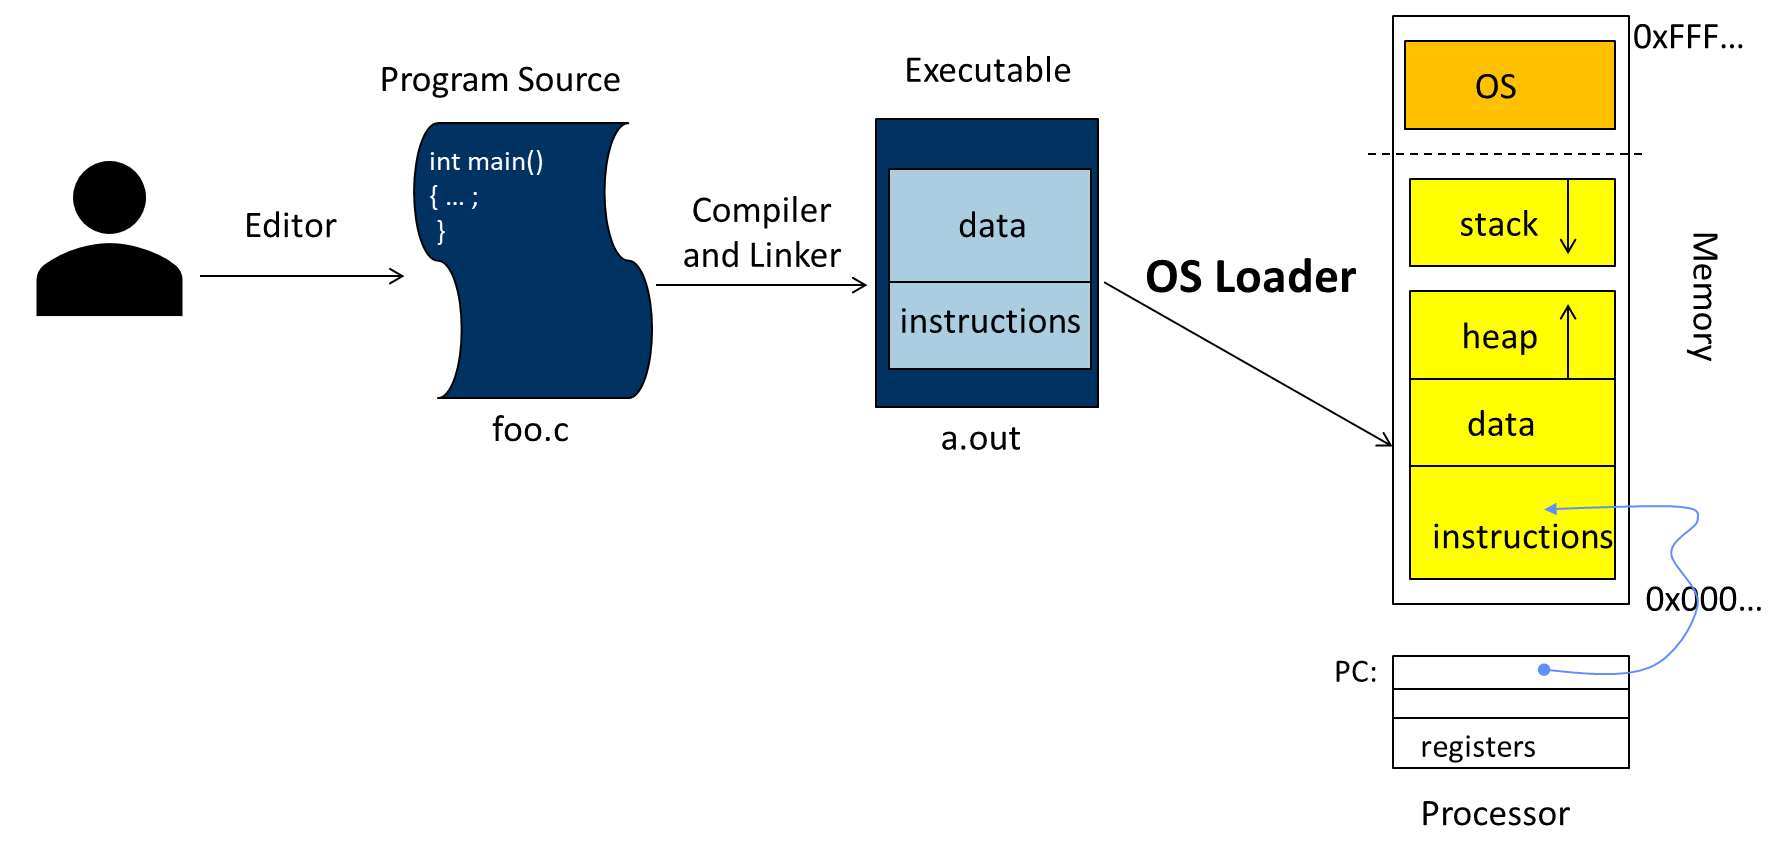 Editor
Program Source
int main()
{ ... ;
}
foo.c
Compiler
and Linker
Executable
data
instructions
a.out
OS Loader
0xFFF...
OS
stack
heap
data
instructions
Memory
0x000...
PC:
registers
Processor